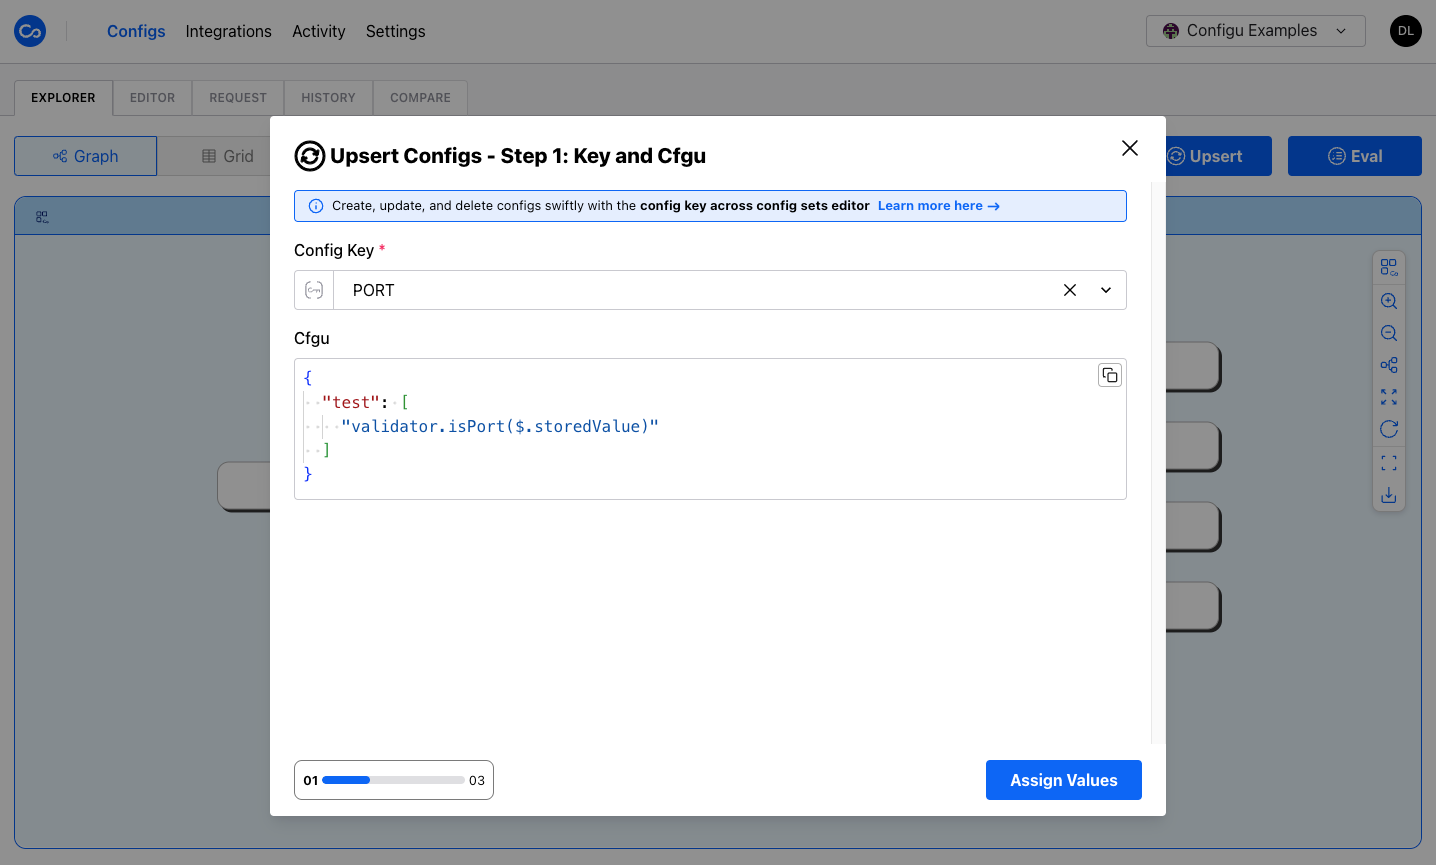 Configs Integrations Activity Settings Configu Examples DL
EXPLORER EDITOR REQUEST HISTORY COMPARE
Graph Grid Upsert Eval
Upsert Configs - Step 1: Key and Cfgu
Create, update, and delete configs swiftly with the config key across config sets editor Learn more here →
Config Key *
PORT
Cfgu
{
"test": [
"validator.isPort($.storedValue)"
]
}
01 03
Assign Values